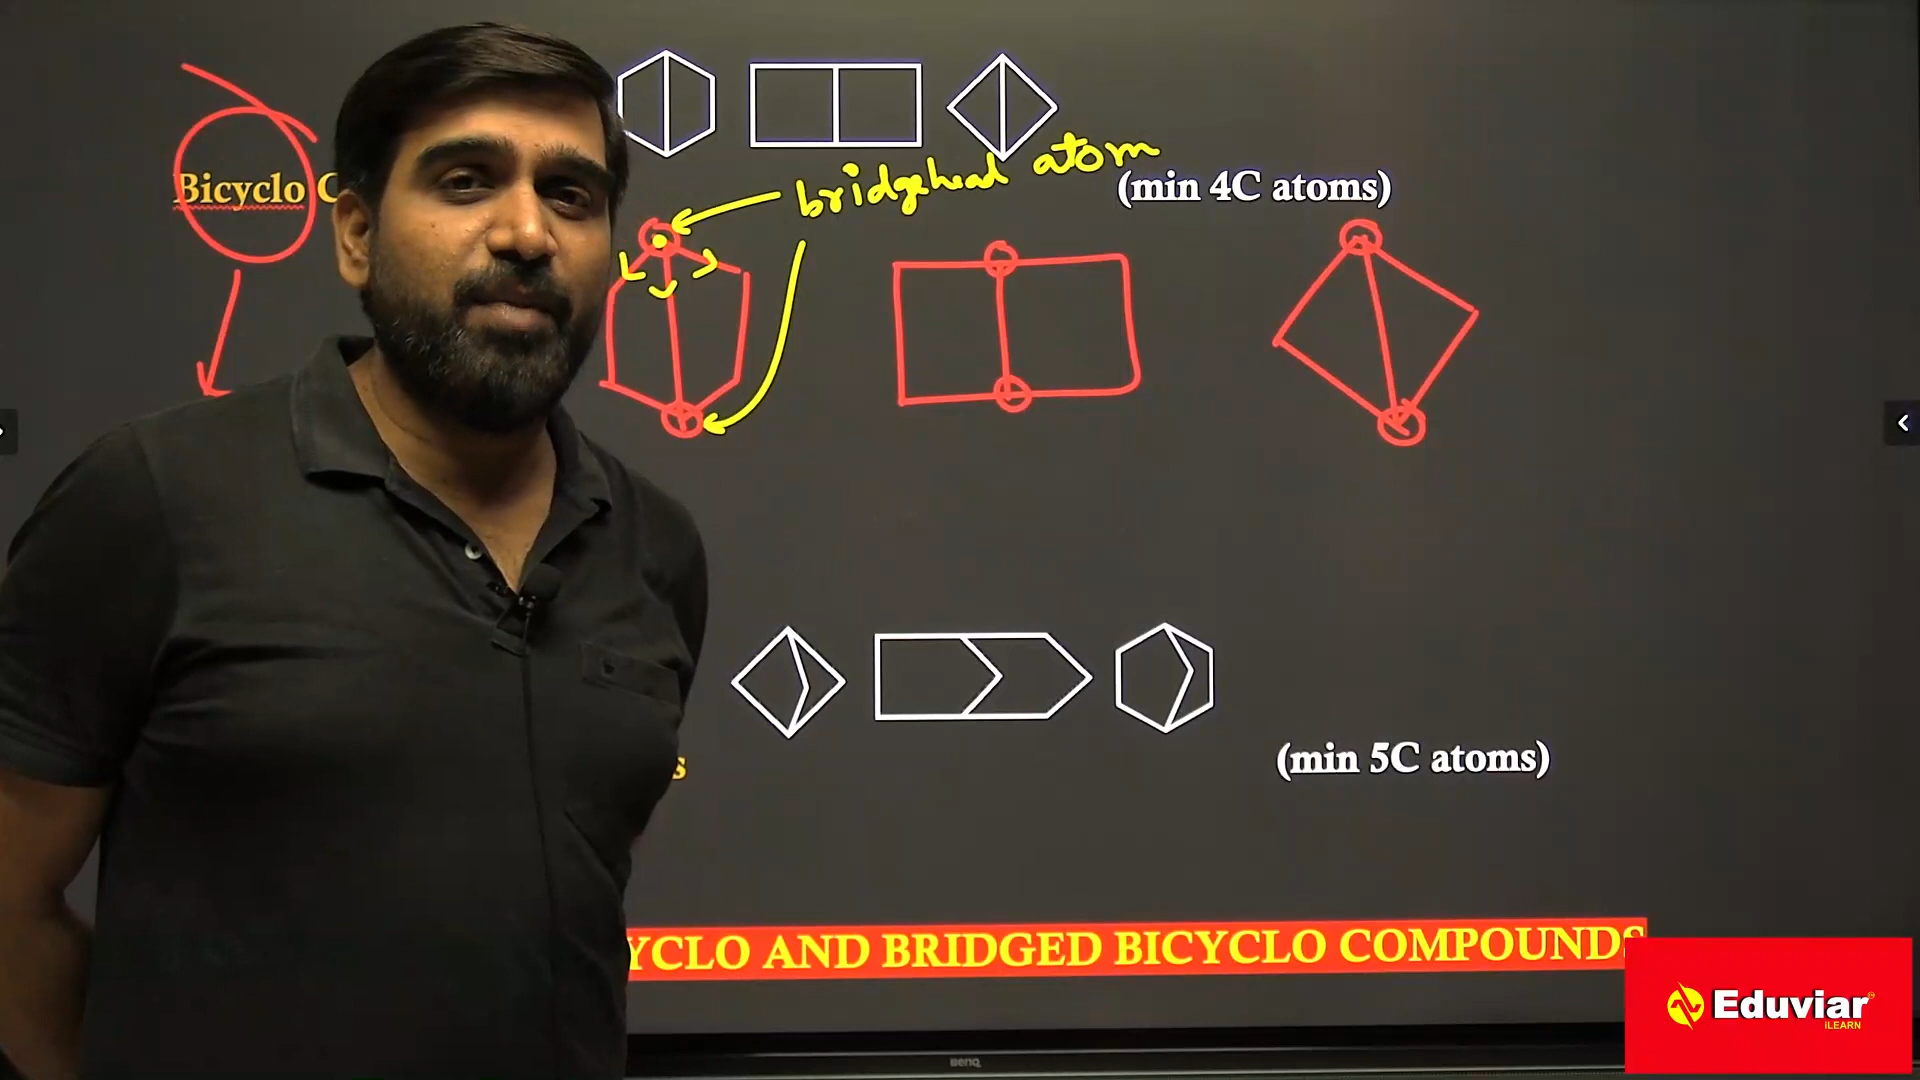 bridgehead atom
Bicyclo
(min 4C atoms)
(min 5C atoms)
YCLO AND BRIDGED BICYCLO COMPOUNDS
Eduviar
iLEARN
BenQ